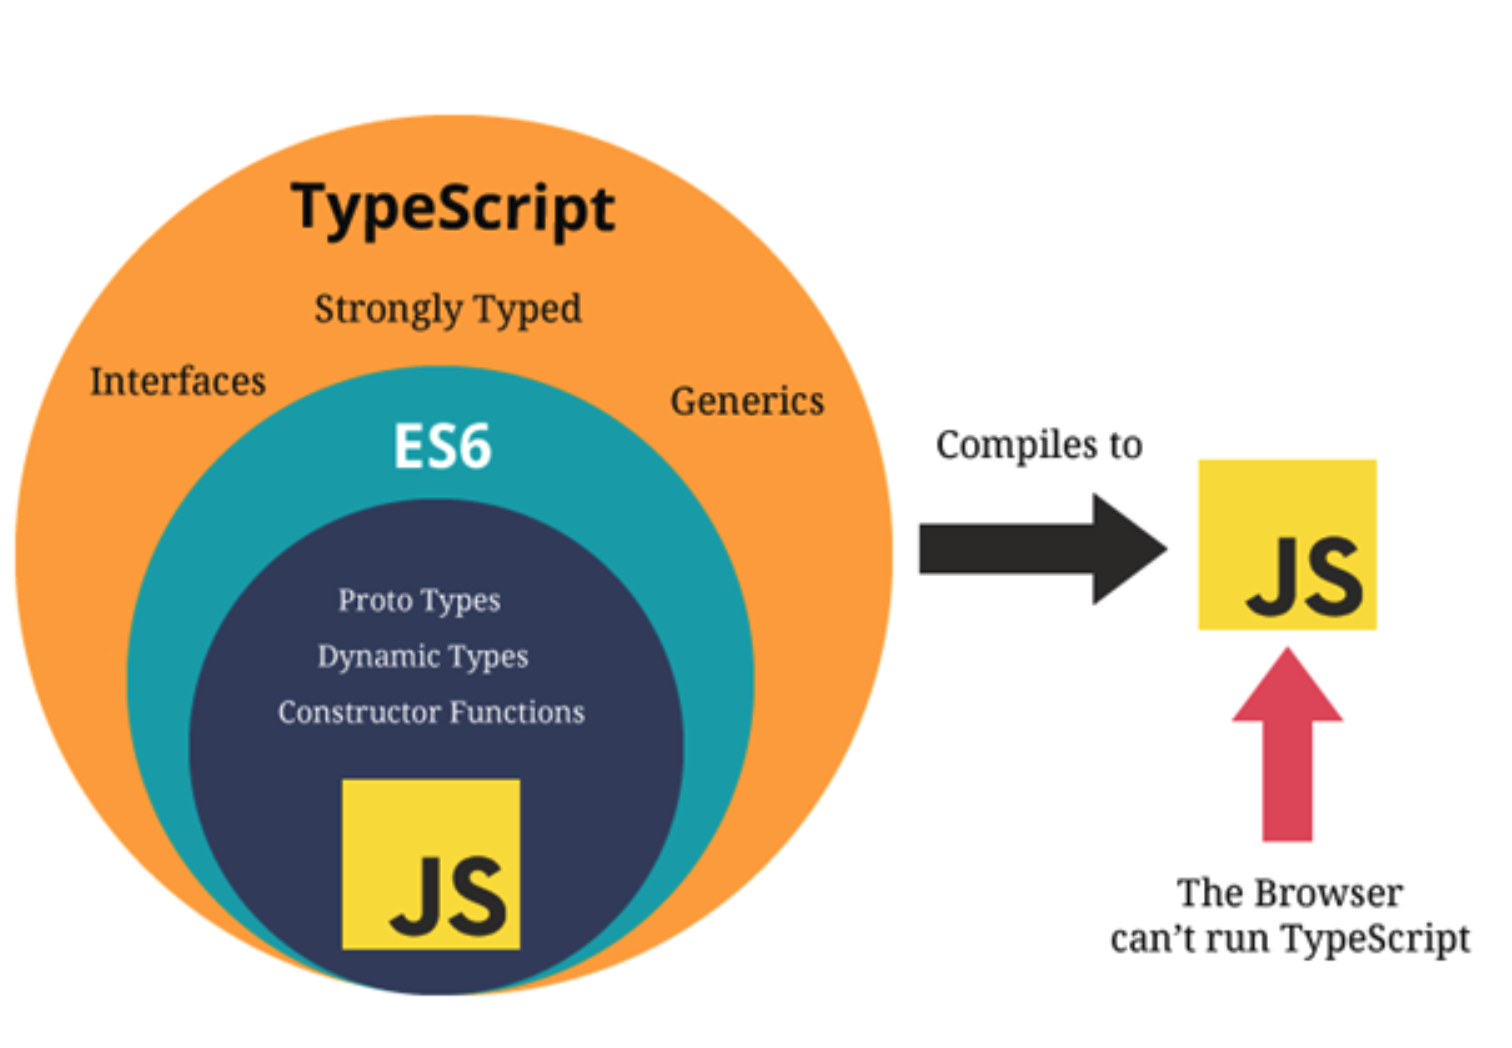 TypeScript
Strongly Typed
Interfaces
Generics
ES6
Proto Types
Dynamic Types
Constructor Functions
JS
Compiles to
JS
The Browser
can’t run TypeScript